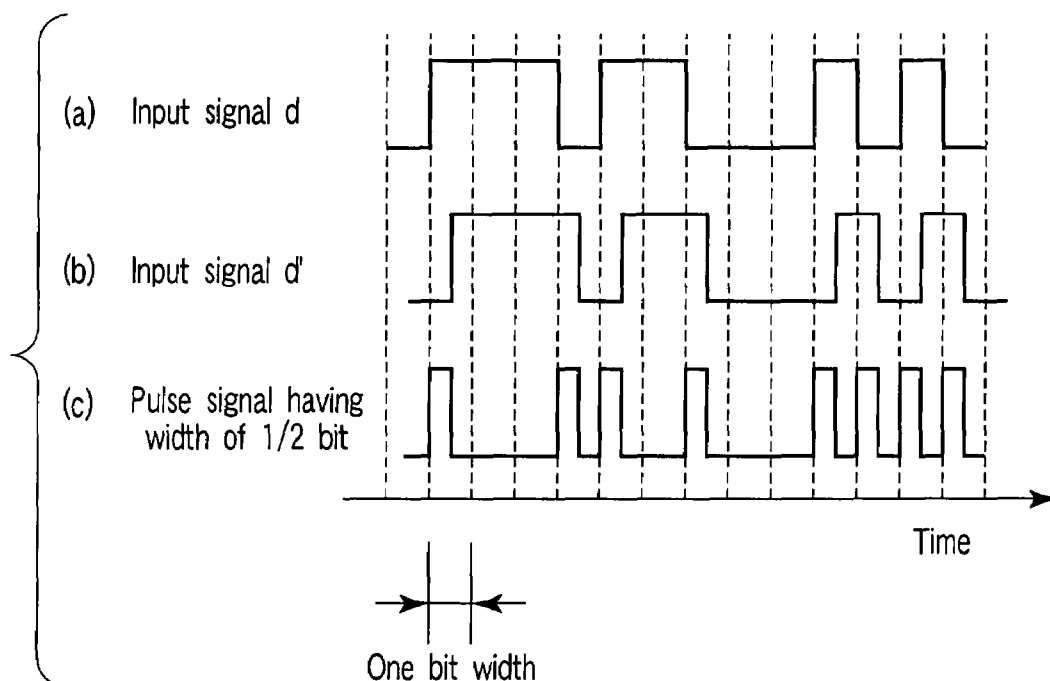 (a) Input signal d
(b) Input signal d'
(c) Pulse signal having
width of 1/2 bit
Time
One bit width